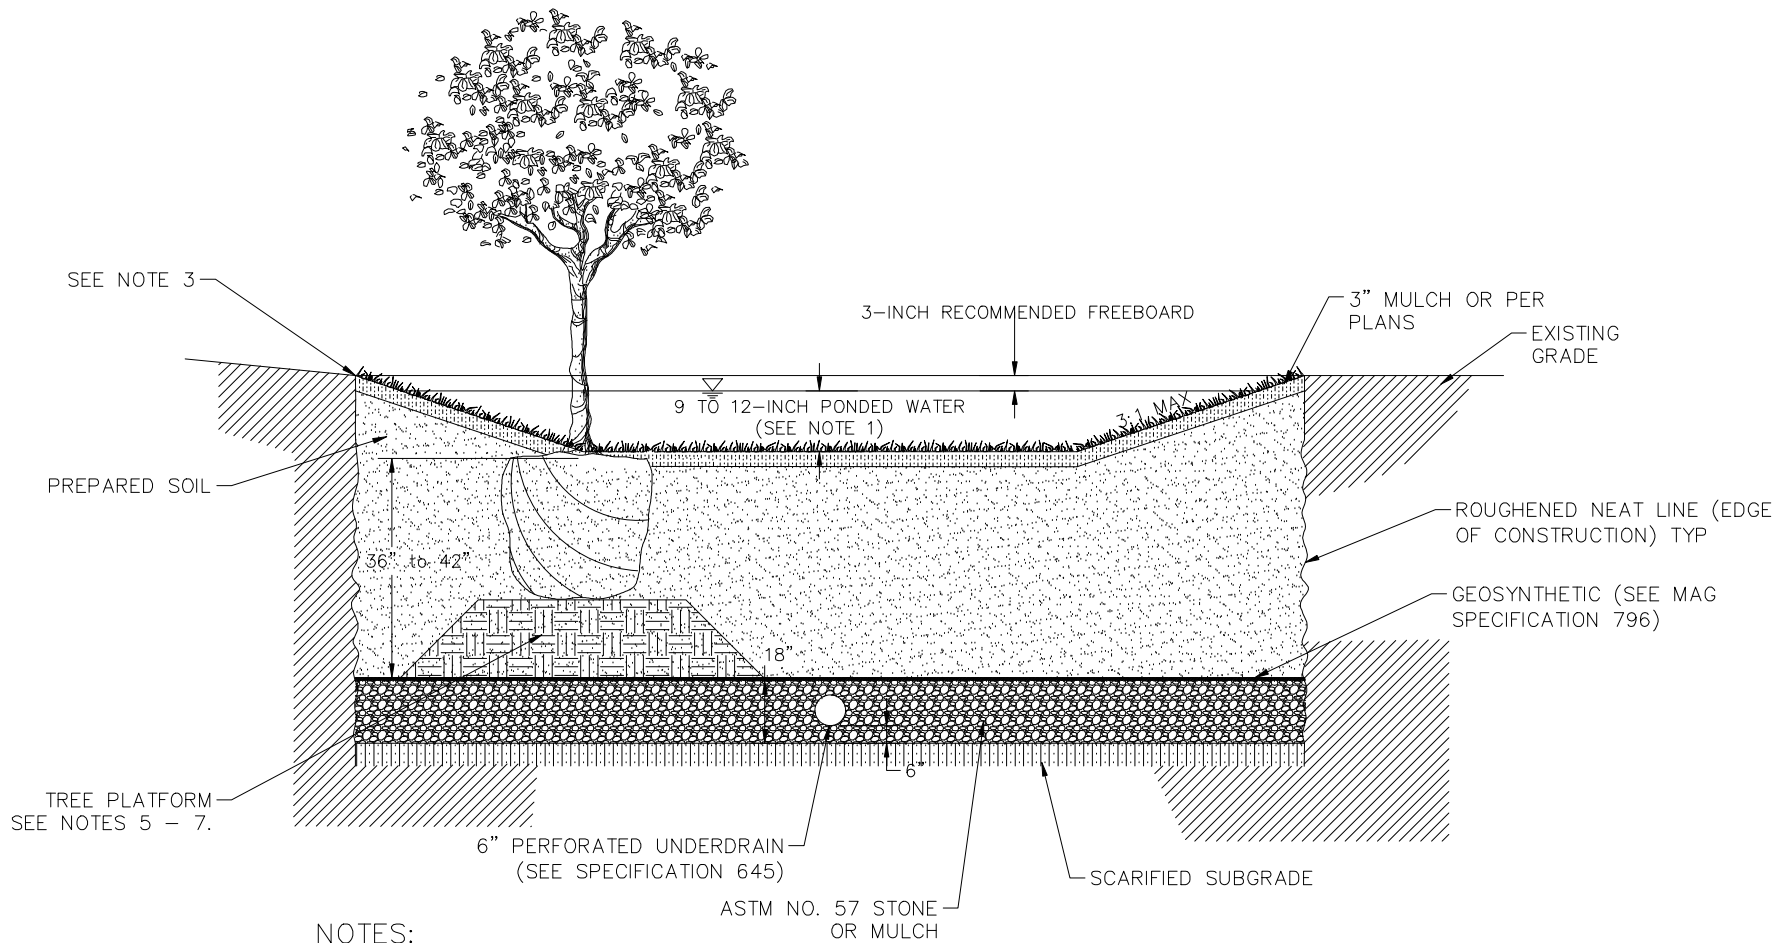 SEE NOTE 3
3-INCH RECOMMENDED FREEBOARD
3" MULCH OR PER
PLANS
EXISTING
GRADE
9 TO 12-INCH PONDED WATER
(SEE NOTE 1)
3:1 MAX
PREPARED SOIL
ROUGHENED NEAT LINE (EDGE
OF CONSTRUCTION) TYP
36" to 42"
GEOSYNTHETIC (SEE MAG
SPECIFICATION 796)
18"
6"
TREE PLATFORM
SEE NOTES 5 - 7.
6" PERFORATED UNDERDRAIN
(SEE SPECIFICATION 645)
SCARIFIED SUBGRADE
ASTM NO. 57 STONE
OR MULCH
NOTES: